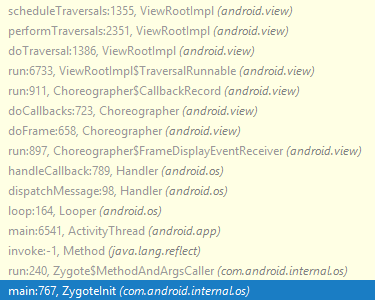 scheduleTraversals:1355, ViewRootImpl (android.view)
performTraversals:2351, ViewRootImpl (android.view)
doTraversal:1386, ViewRootImpl (android.view)
run:6733, ViewRootImpl$TraversalRunnable (android.view)
run:911, Choreographer$CallbackRecord (android.view)
doCallbacks:723, Choreographer (android.view)
doFrame:658, Choreographer (android.view)
run:897, Choreographer$FrameDisplayEventReceiver (android.view)
handleCallback:789, Handler (android.os)
dispatchMessage:98, Handler (android.os)
loop:164, Looper (android.os)
main:6541, ActivityThread (android.app)
invoke:-1, Method (java.lang.reflect)
run:240, Zygote$MethodAndArgsCaller (com.android.internal.os)
main:767, ZygoteInit (com.android.internal.os)